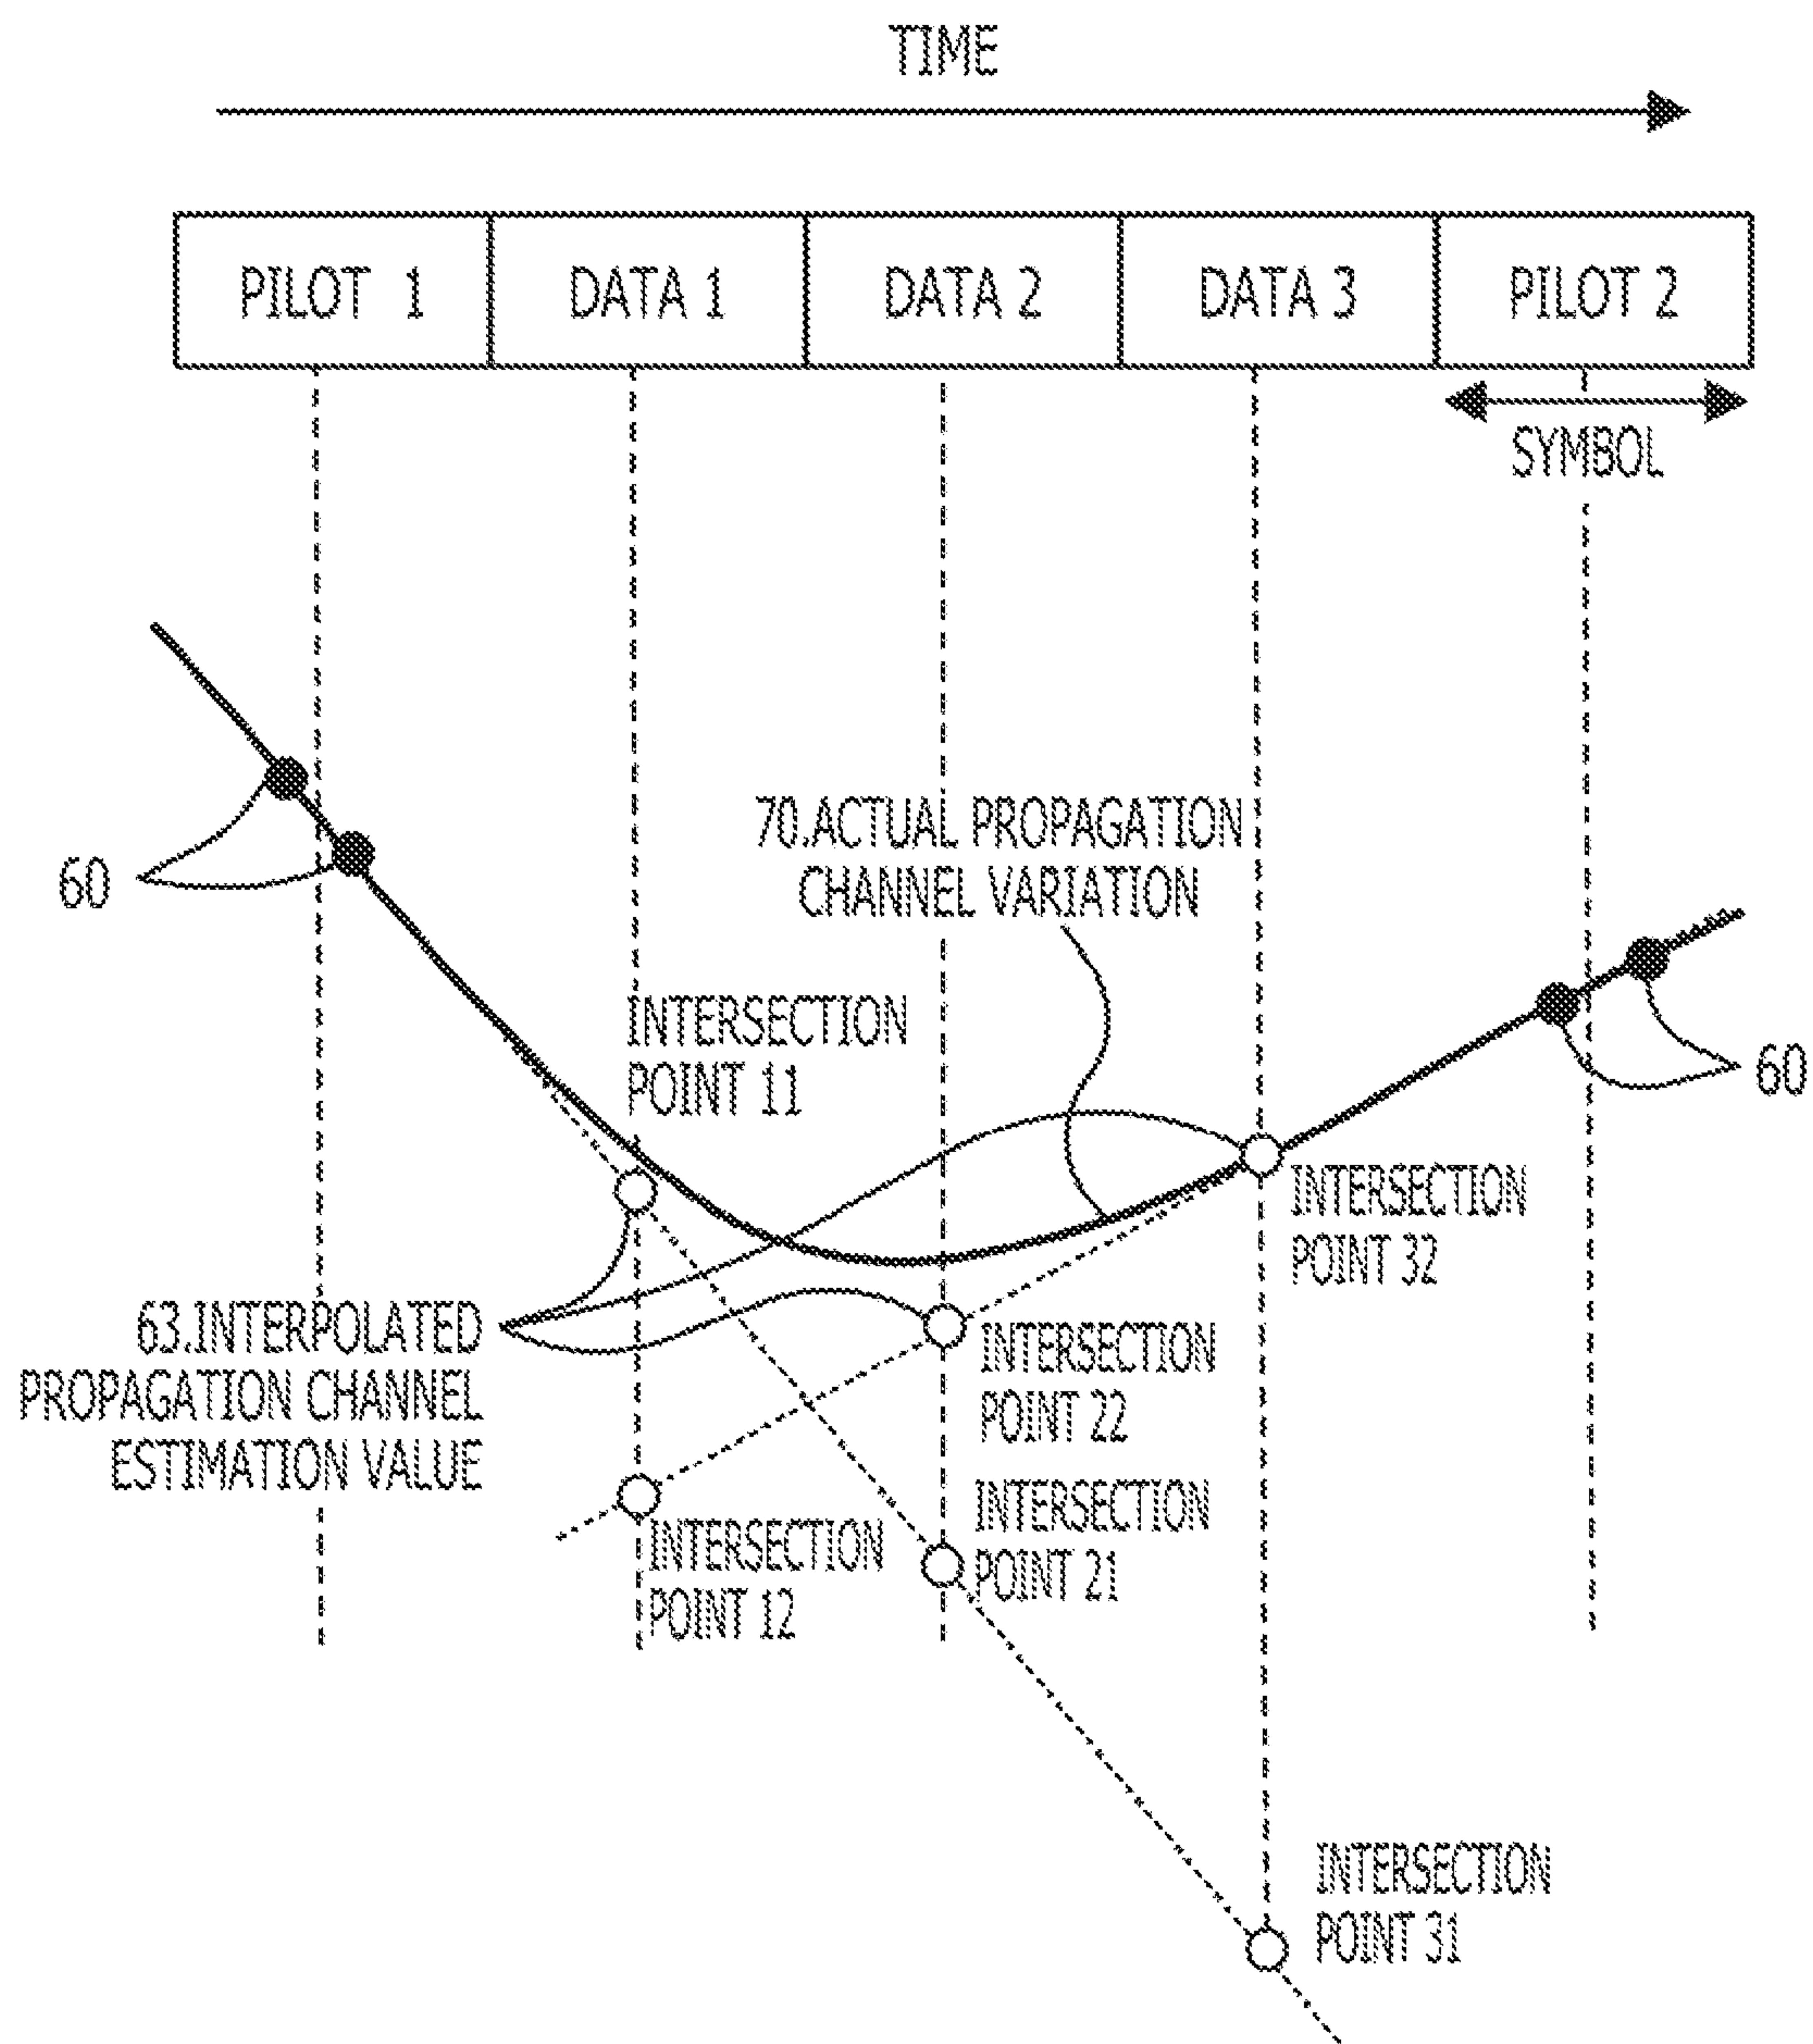 TIME
PILOT 1
DATA 1
DATA 2
DATA 3
PILOT 2
SYMBOL
70.ACTUAL PROPAGATION
CHANNEL VARIATION
60
INTERSECTION
POINT 11
60
INTERSECTION
POINT 32
63.INTERPOLATED
PROPAGATION CHANNEL
ESTIMATION VALUE
INTERSECTION
POINT 22
INTERSECTION
POINT 21
INTERSECTION
POINT 12
INTERSECTION
POINT 31